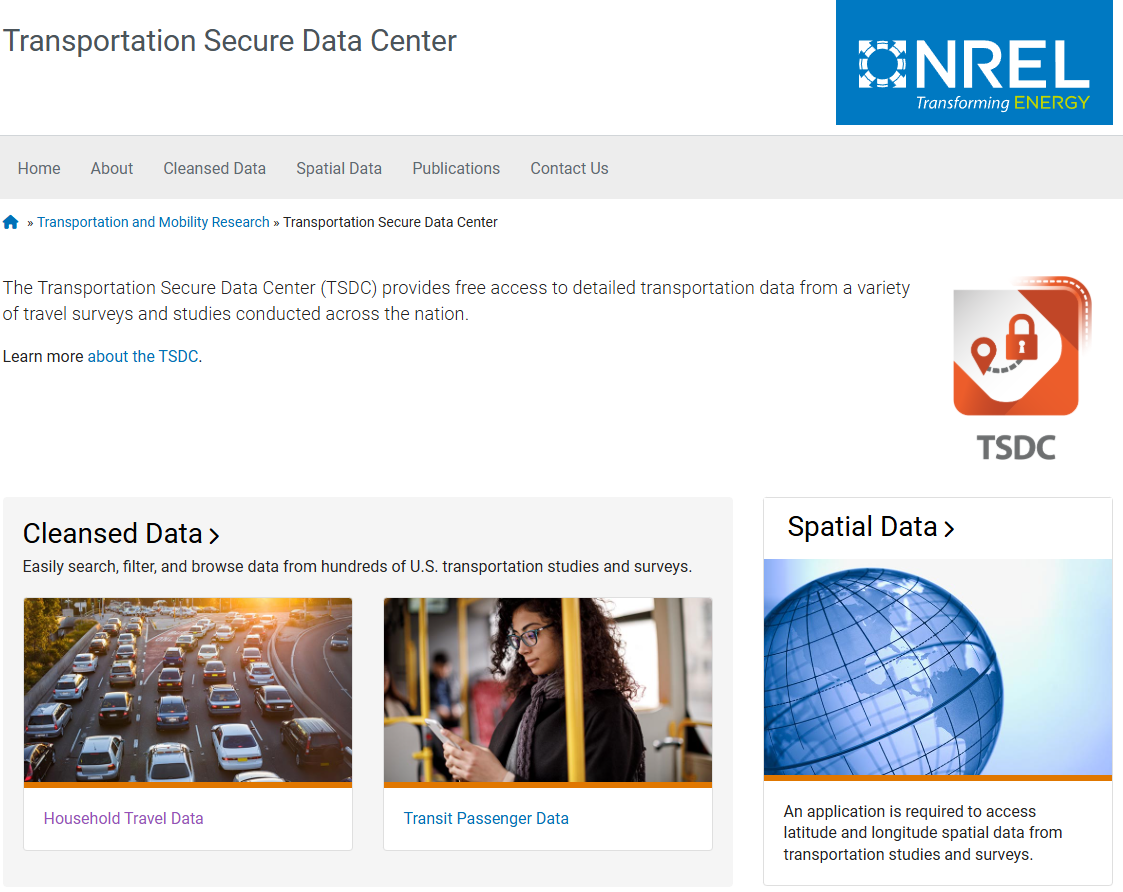 Transportation Secure Data Center
NREL
Transforming ENERGY
Home About Cleansed Data Spatial Data Publications Contact Us
» Transportation and Mobility Research » Transportation Secure Data Center
The Transportation Secure Data Center (TSDC) provides free access to detailed transportation data from a variety
of travel surveys and studies conducted across the nation.
Learn more about the TSDC.
TSDC
Cleansed Data
Easily search, filter, and browse data from hundreds of U.S. transportation studies and surveys.
Household Travel Data
Transit Passenger Data
Spatial Data
An application is required to access
latitude and longitude spatial data from
transportation studies and surveys.